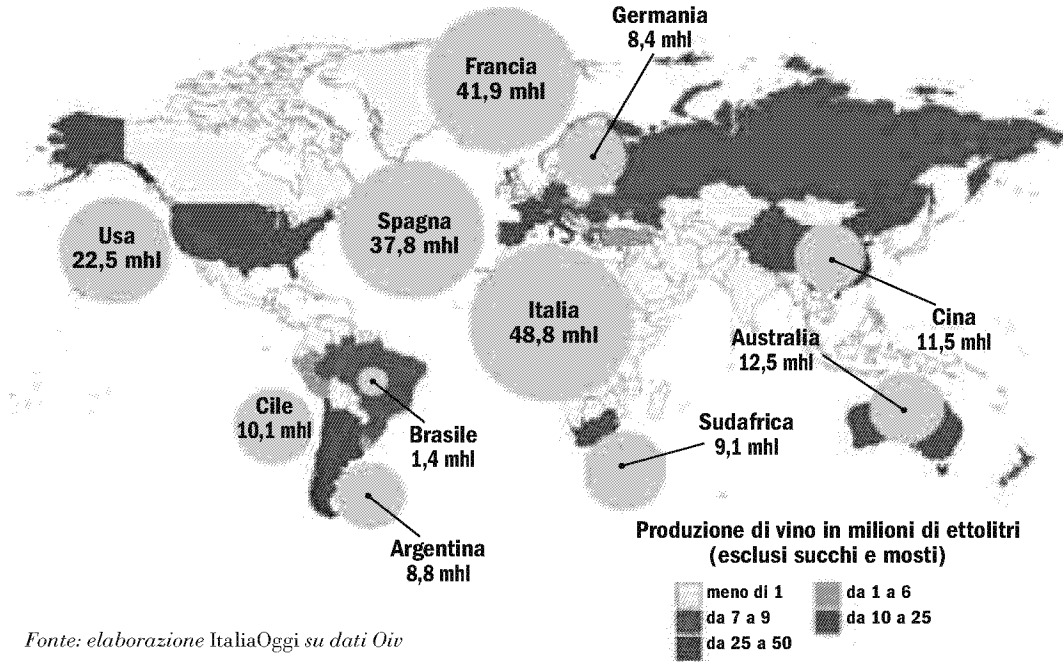 Germania
8,4 mhl
Francia
41,9 mhl
Usa
22,5 mhl
Spagna
37,8 mhl
Italia
48,8 mhl
Cina
11,5 mhl
Australia
12,5 mhl
Cile
10,1 mhl
Brasile
1,4 mhl
Sudafrica
9,1 mhl
Argentina
8,8 mhl
Produzione di vino in milioni di ettolitri
(esclusi succhi e mosti)
meno di 1
da 1 a 6
da 7 a 9
da 10 a 25
da 25 a 50
Fonte: elaborazione ItaliaOggi su dati Oiv